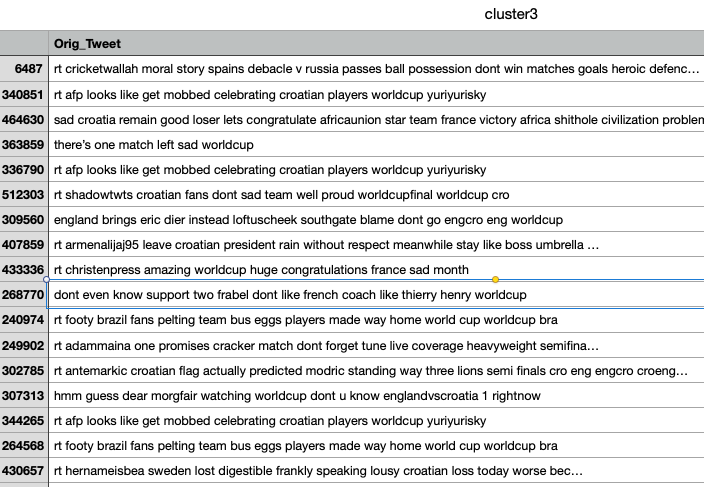 cluster3
Orig_Tweet
6487 rt cricketwallah moral story spains debacle v russia passes ball possession dont win matches goals heroic defenc…
340851 rt afp looks like get mobbed celebrating croatian players worldcup yuriyurisky
464630 sad croatia remain good loser lets congratulate africaunion star team france victory africa shithole civilization problem
363859 there's one match left sad worldcup
336790 rt afp looks like get mobbed celebrating croatian players worldcup yuriyurisky
512303 rt shadowtwts croatian fans dont sad team well proud worldcupfinal worldcup cro
309560 england brings eric dier instead loftuscheek southgate blame dont go engcro eng worldcup
407859 rt armenalijaj95 leave croatian president rain without respect meanwhile stay like boss umbrella …
433336 rt christenpress amazing worldcup huge congratulations france sad month
268770 dont even know support two frabel dont like french coach like thierry henry worldcup
240974 rt footy brazil fans pelting team bus eggs players made way home world cup worldcup bra
249902 rt adammaina one promises cracker match dont forget tune live coverage heavyweight semifina…
302785 rt antemarkic croatian flag actually predicted modric standing way three lions semi finals cro eng engcro croeng…
307313 hmm guess dear morgfair watching worldcup dont u know englandvscroatia 1 rightnow
344265 rt afp looks like get mobbed celebrating croatian players worldcup yuriyurisky
264568 rt footy brazil fans pelting team bus eggs players made way home world cup worldcup bra
430657 rt hernameisbea sweden lost digestible frankly speaking lousy croatian loss today worse bec…